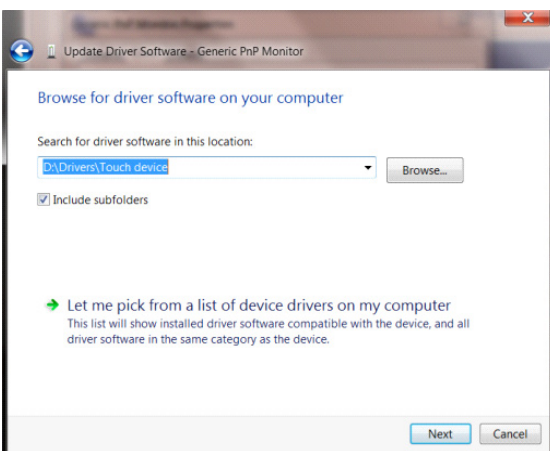 Update Driver Software - Generic PnP Monitor
Browse for driver software on your computer
Search for driver software in this location:
D:\Drivers\Touch device
Browse...
Include subfolders
Let me pick from a list of device drivers on my computer
This list will show installed driver software compatible with the device, and all
driver software in the same category as the device.
Next
Cancel